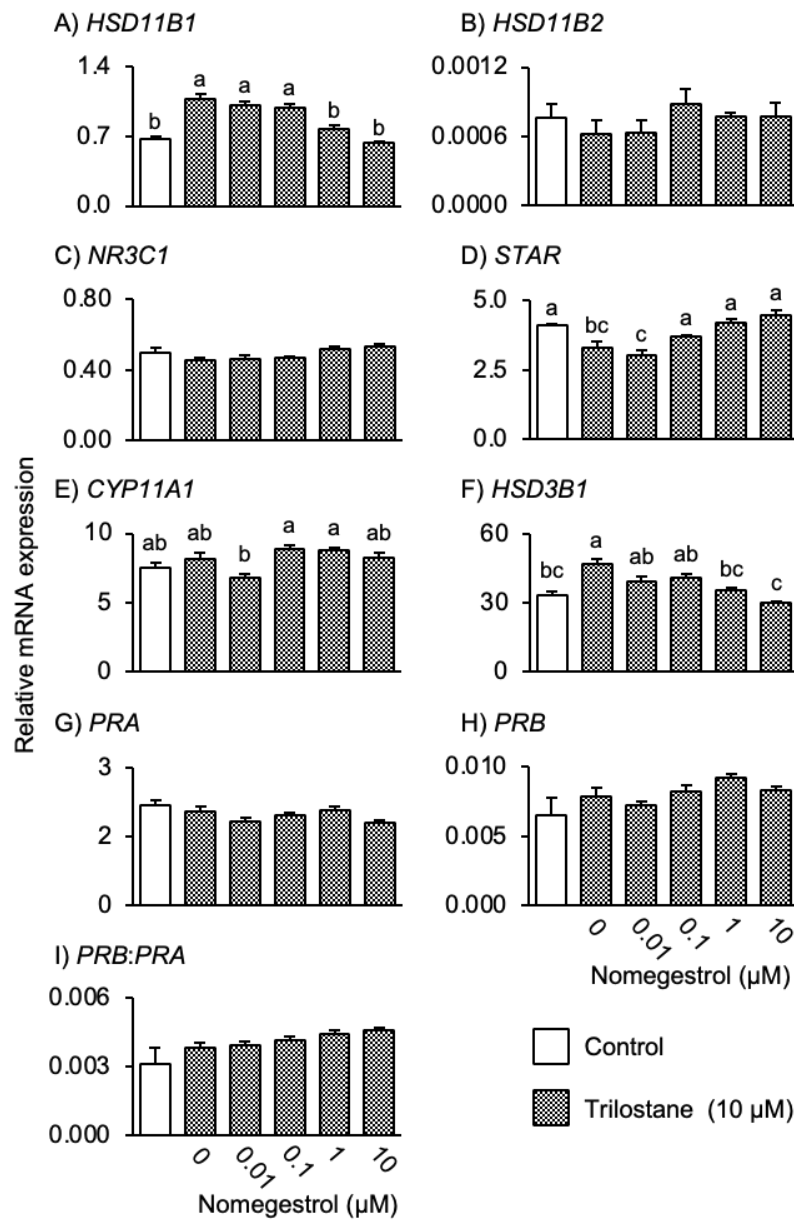 A) HSD11B1
1.4
0.7
0.0
b a a a b b
B) HSD11B2
0.0012
0.0006
0.0000
C) NR3C1
0.80
0.40
0.00
D) STAR
5.0
2.5
0.0
a bc c a a a
E) CYP11A1
10
5
0
ab ab b a a ab
F) HSD3B1
60
30
0
bc a ab ab bc c
Relative mRNA expression
G) PRA
3
2
0
H) PRB
0.010
0.005
0.000
0 0.01 0.1 1 10
Nomegestrol (µM)
I) PRB:PRA
0.006
0.003
0.000
0 0.01 0.1 1 10
Nomegestrol (µM)
Control
Trilostane (10 µM)